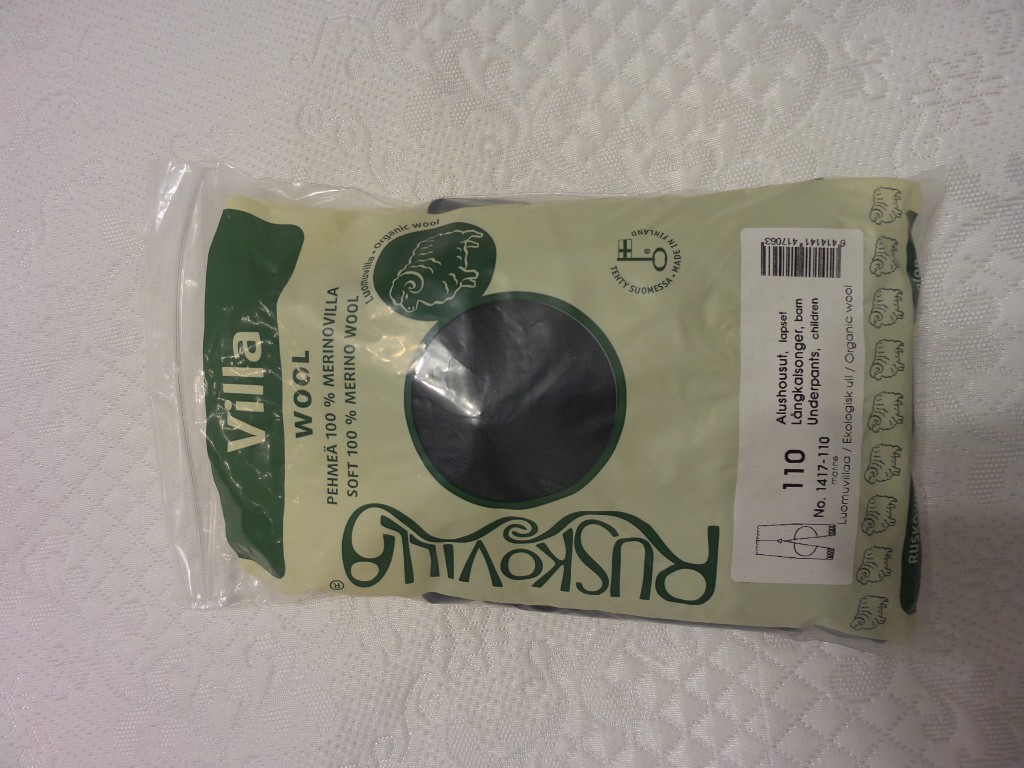 Villa
WOOL
PEHMEÄ 100 % MERINOVILLA
SOFT 100 % MERINO WOOL
Luomuvilla • Organic wool
RUSKOVILLA®
TEHTY SUOMESSA • MADE IN FINLAND
110
No. 1417-110
marine
Alushousut, lapset
Långkalsonger, barn
Underpants, children
6 414141 417063
Luomuvillaa / Ekologisk ull / Organic wool